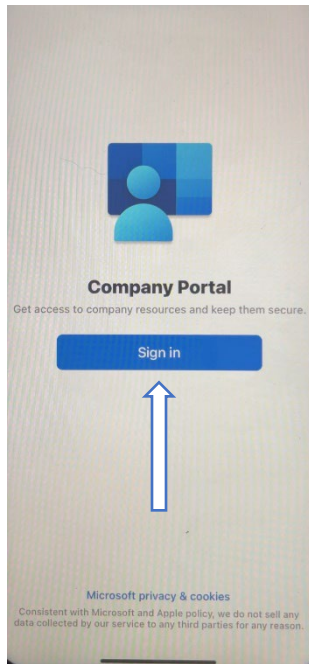 Company Portal
Get access to company resources and keep them secure.
Sign in
Microsoft privacy & cookies
Consistent with Microsoft and Apple policy, we do not sell any
data collected by our service to any third parties for any reason.